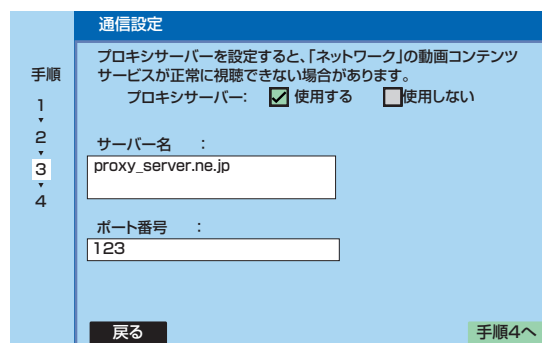 通信設定
手順
1
2
3
4
プロキシサーバーを設定すると、「ネットワーク」の動画コンテンツ
サービスが正常に視聴できない場合があります。
プロキシサーバー: 使用する 使用しない
サーバー名 :
proxy_server.ne.jp
ポート番号 :
123
戻る
手順4へ